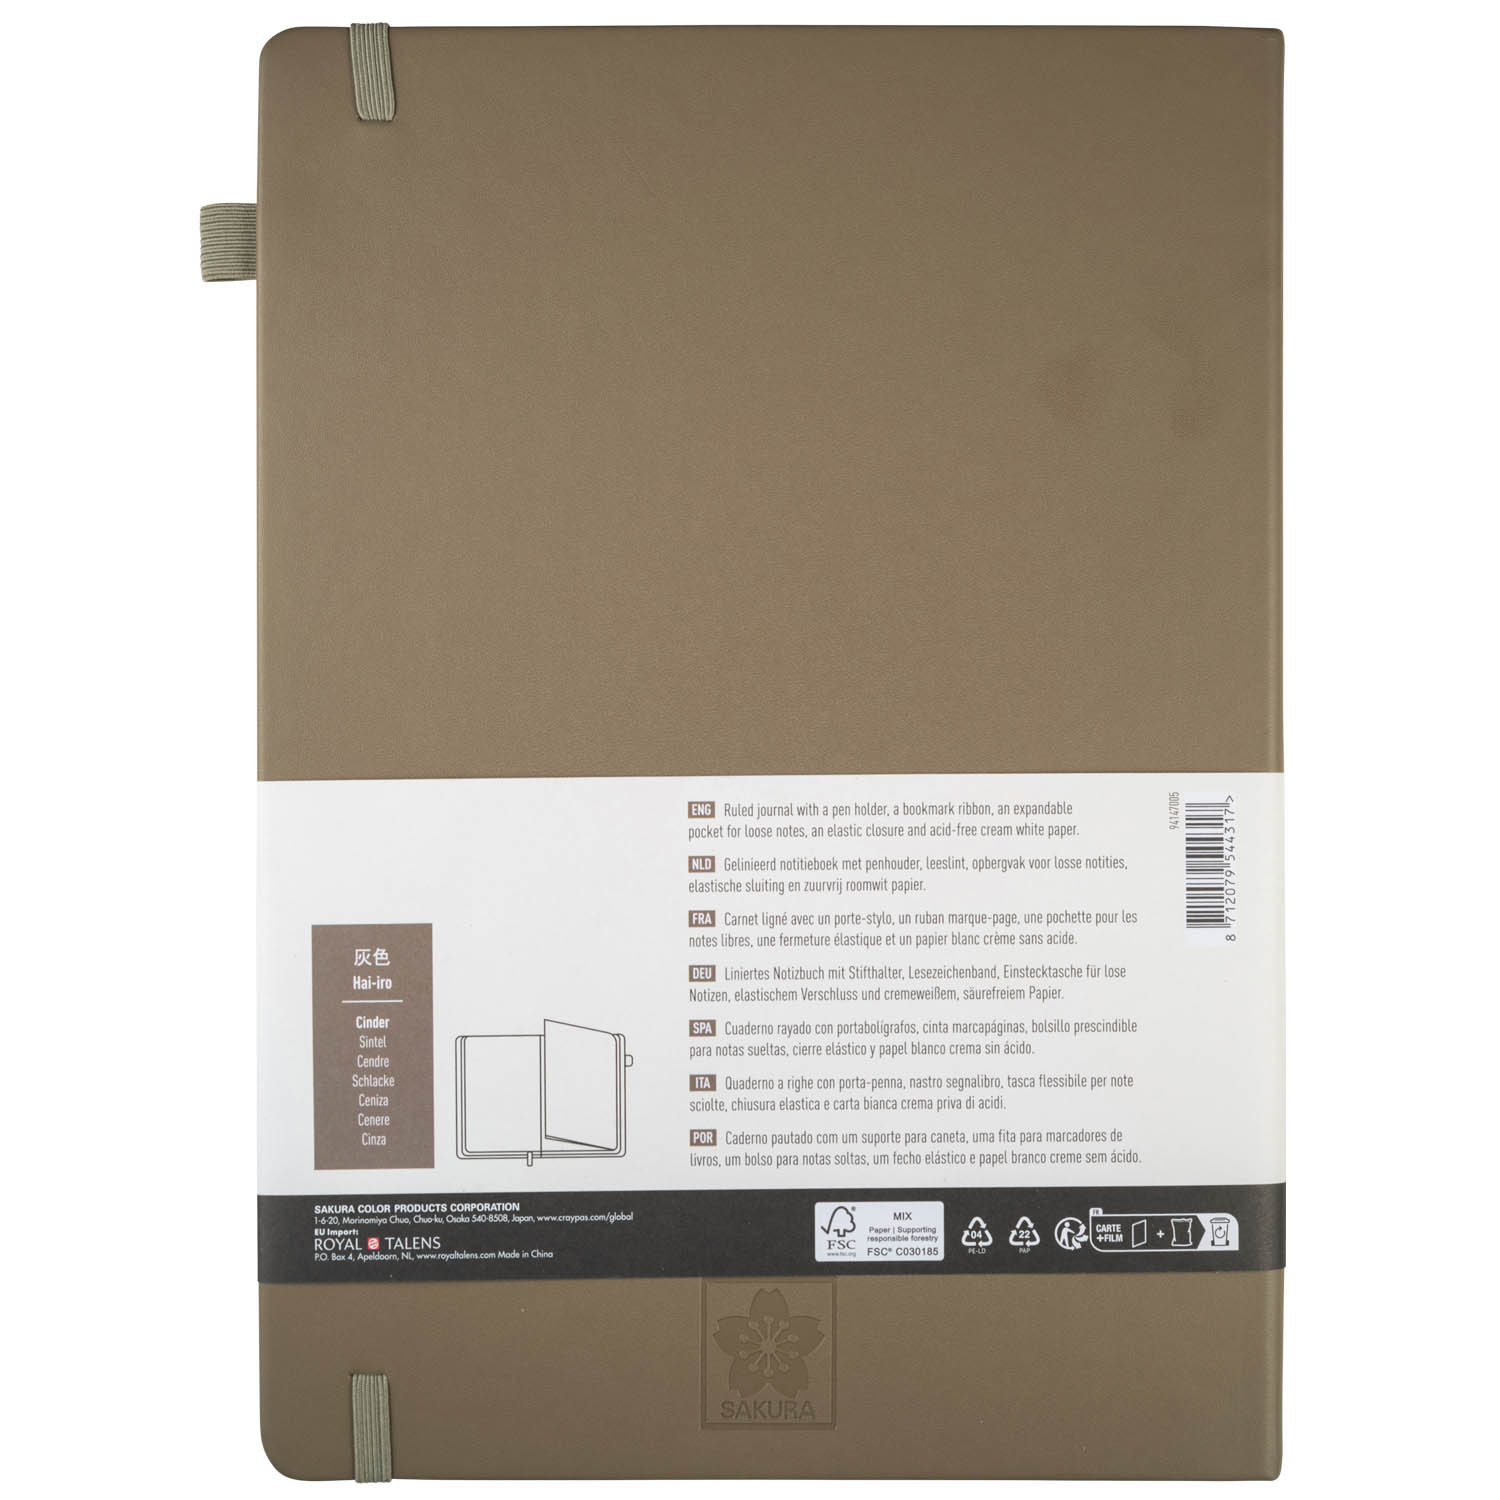 ENG Ruled journal with a pen holder, a bookmark ribbon, an expandable
pocket for loose notes, an elastic closure and acid-free cream white paper.
NLD Gelinieerd notitieboek met penhouder, leeslint, opbergvak voor losse notities,
elastische sluiting en zuurvrij roomwit papier.
FRA Carnet ligné avec un porte-stylo, un ruban marque-page, une pochette pour les
notes libres, une fermeture élastique et un papier blanc crème sans acide.
DEU Liniertes Notizbuch mit Stifthalter, Lesezeichenband, Einstecktasche für lose
Notizen, elastischem Verschluss und cremeweißem, säurefreiem Papier.
SPA Cuaderno rayado con portabolígrafos, cinta marcapáginas, bolsillo prescindible
para notas sueltas, cierre elástico y papel blanco crema sin ácido.
ITA Quaderno a righe con porta-penna, nastro segnalibro, tasca flessibile per note
sciolte, chiusura elastica e carta bianca crema priva di acidi.
POR Caderno pautado com um suporte para caneta, uma fita para marcadores de
livros, um bolso para notas soltas, um fecho elástico e papel branco creme sem ácido.
94147005
8 712079 544317 >
灰色
Hai-iro
Cinder
Sintel
Cendre
Schlacke
Ceniza
Cenere
Cinza
SAKURA COLOR PRODUCTS CORPORATION
1-6-20, Morinomiya Chuo, Chuo-ku, Osaka 540-8508, Japan, www.craypas.com/global
EU Import:
ROYAL TALENS
P.O. Box 4, Apeldoorn, NL, www.royaltalens.com Made in China
FSC
www.fsc.org
MIX
Paper | Supporting
responsible forestry
FSC® C030185
04
PE-LD
22
PAP
FR
CARTE
+FILM
+
SAKURA